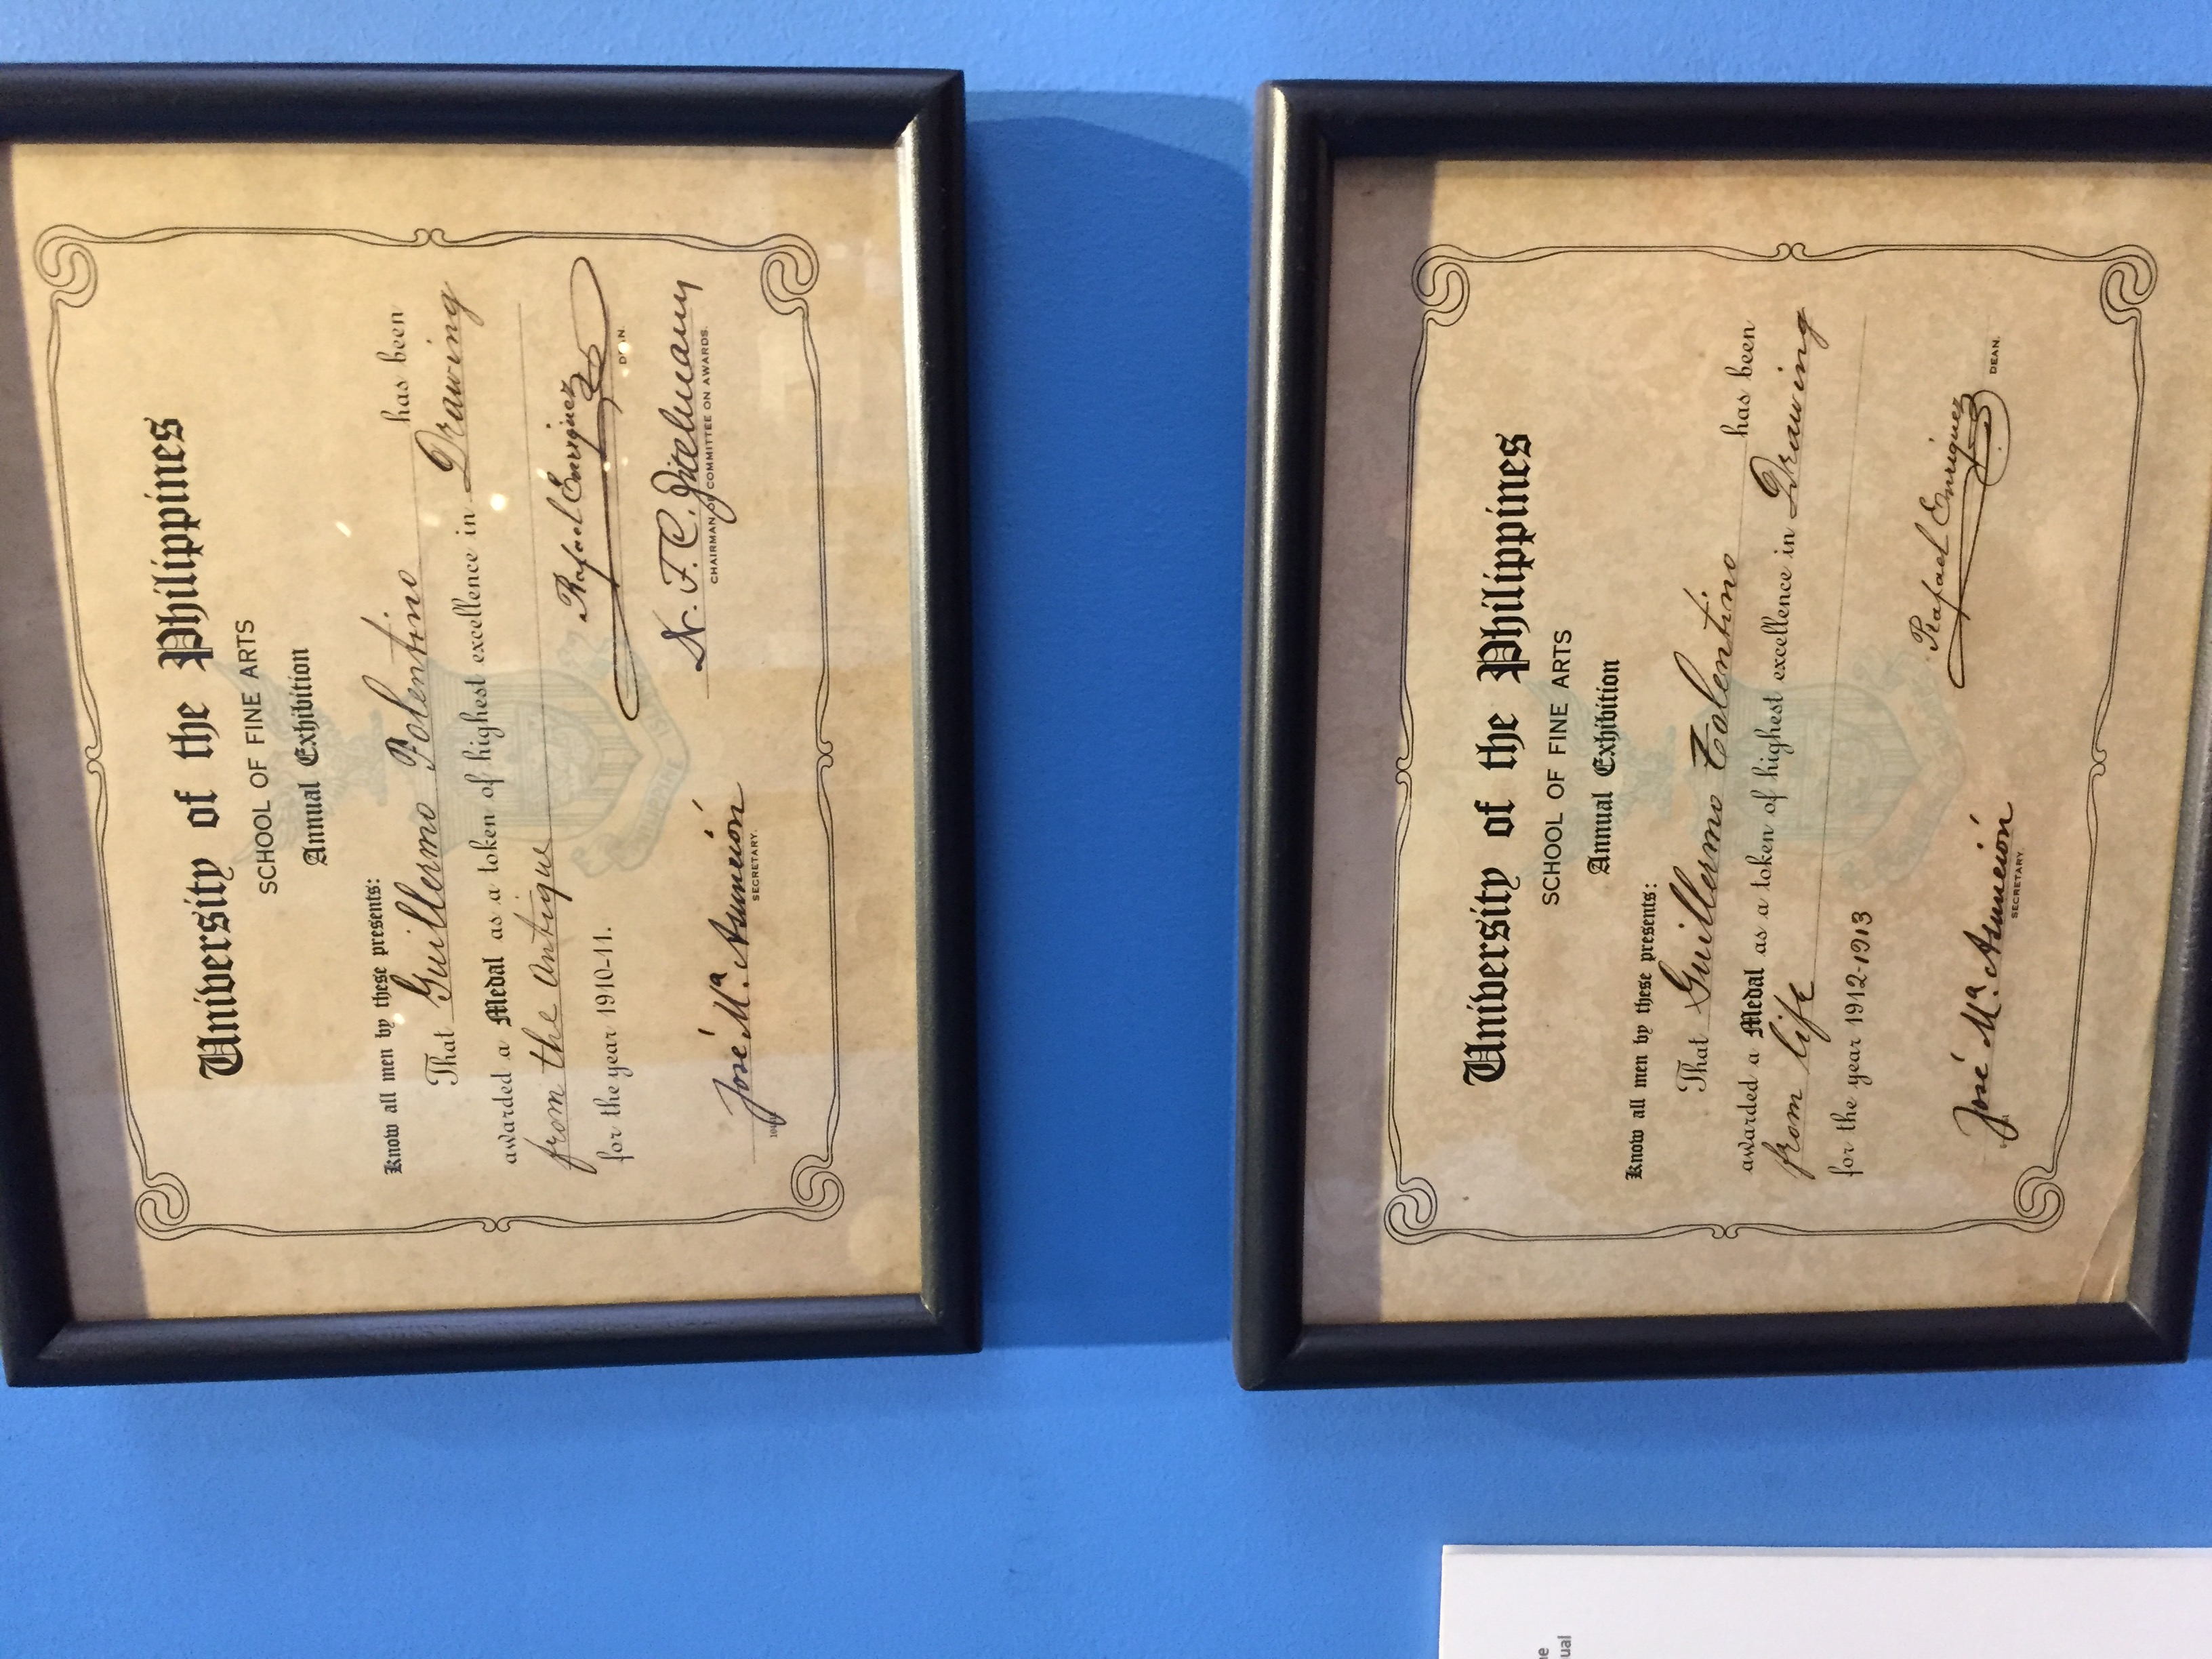 University of the Philippines
SCHOOL OF FINE ARTS
Annual Exhibition
Know all men by these presents:
That Guillermo Tolentino has been
awarded a Medal as a token of highest excellence in Drawing
from the Antique
for the year 1910-11.
Rafael Enriquez
DEAN.
José Mª. Asunción
SECRETARY.
CHAIRMAN OF COMMITTEE ON AWARDS.
University of the Philippines
SCHOOL OF FINE ARTS
Annual Exhibition
Know all men by these presents:
That Guillermo Tolentino has been
awarded a Medal as a token of highest excellence in Drawing
from life
for the year 1912-1913
Rafael Enriquez
DEAN.
José Mª. Asunción
SECRETARY.